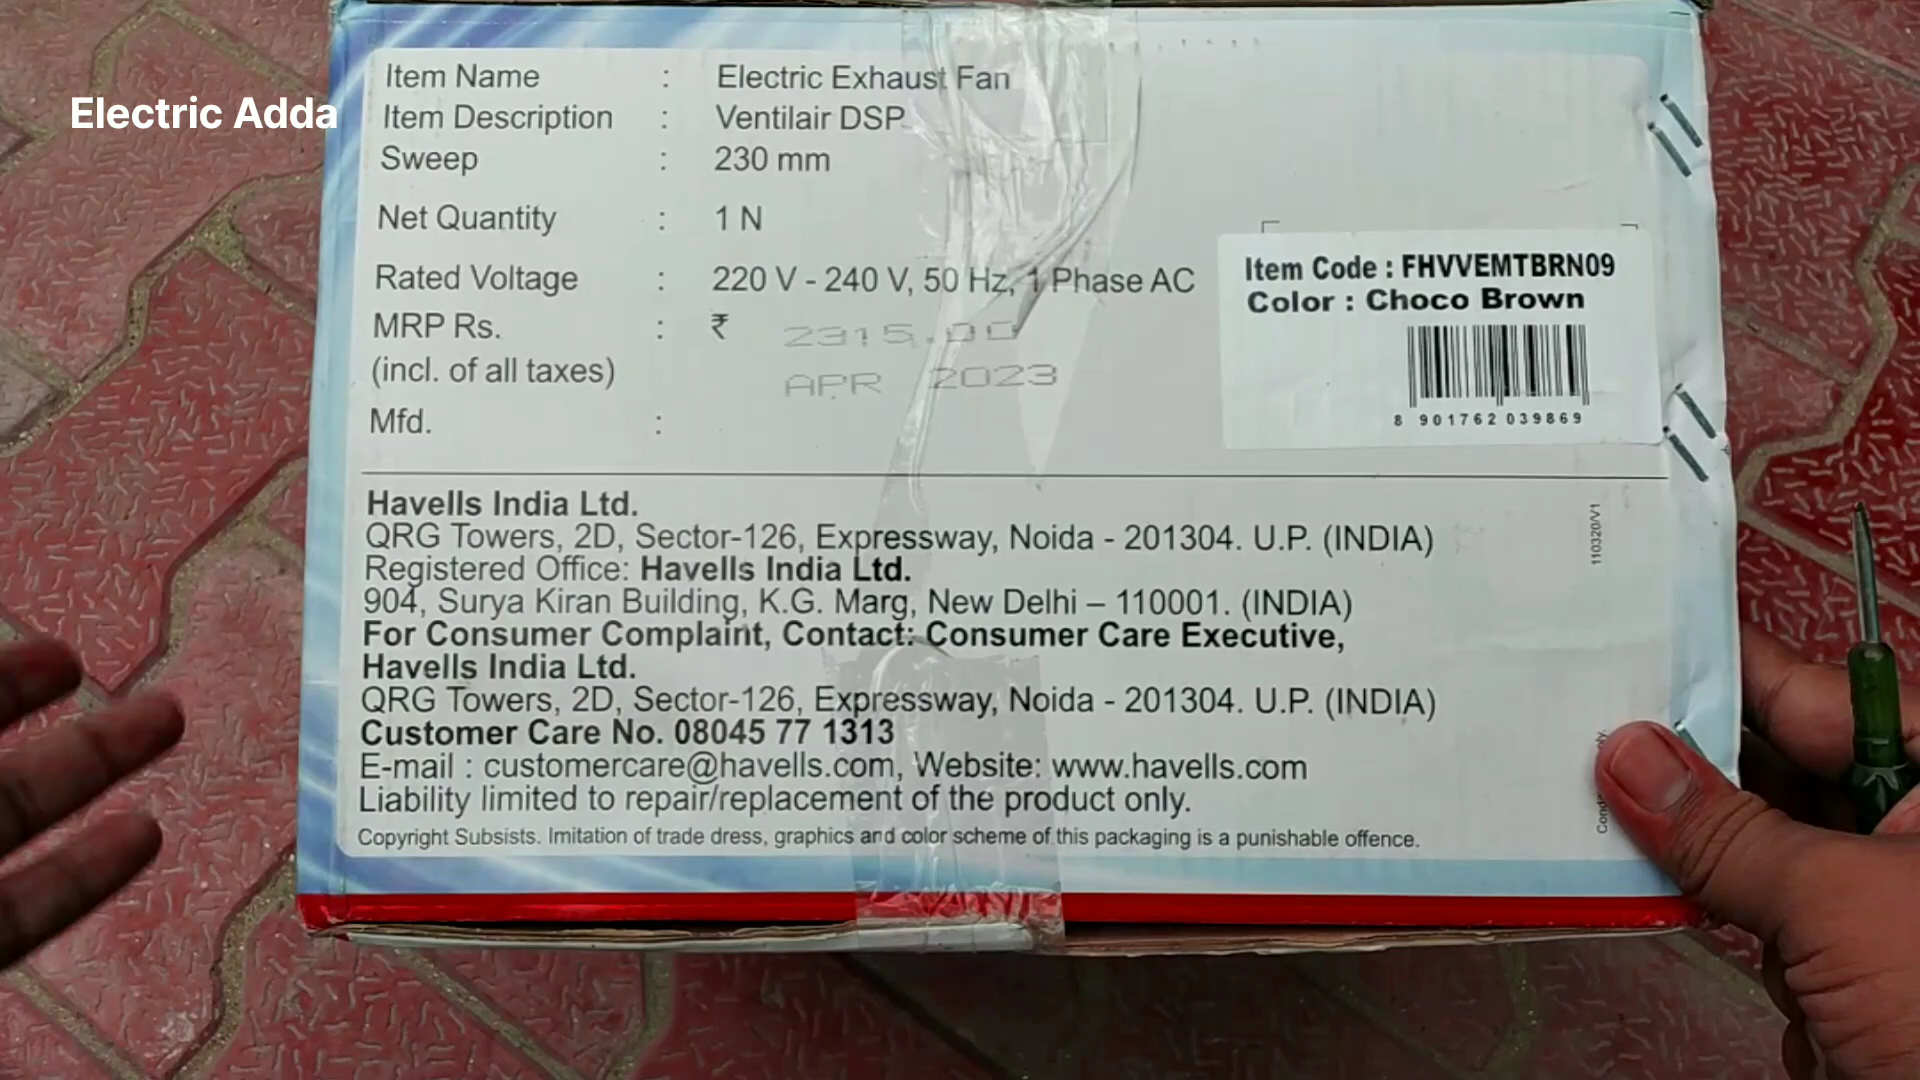 Electric Adda
Item Name : Electric Exhaust Fan
Item Description : Ventilair DSP
Sweep : 230 mm
Net Quantity : 1 N
Rated Voltage : 220 V - 240 V, 50 Hz, 1 Phase AC
MRP Rs. : ₹ 2315.00
(incl. of all taxes) APR 2023
Mfd. :
Item Code : FHVVEMTBRN09
Color : Choco Brown
8 901762 039869
Havells India Ltd.
QRG Towers, 2D, Sector-126, Expressway, Noida - 201304. U.P. (INDIA)
Registered Office: Havells India Ltd.
904, Surya Kiran Building, K.G. Marg, New Delhi – 110001. (INDIA)
For Consumer Complaint, Contact: Consumer Care Executive,
Havells India Ltd.
QRG Towers, 2D, Sector-126, Expressway, Noida - 201304. U.P. (INDIA)
Customer Care No. 08045 77 1313
E-mail : customercare@havells.com, Website: www.havells.com
Liability limited to repair/replacement of the product only.
Copyright Subsists. Imitation of trade dress, graphics and color scheme of this packaging is a punishable offence.
110320/V1